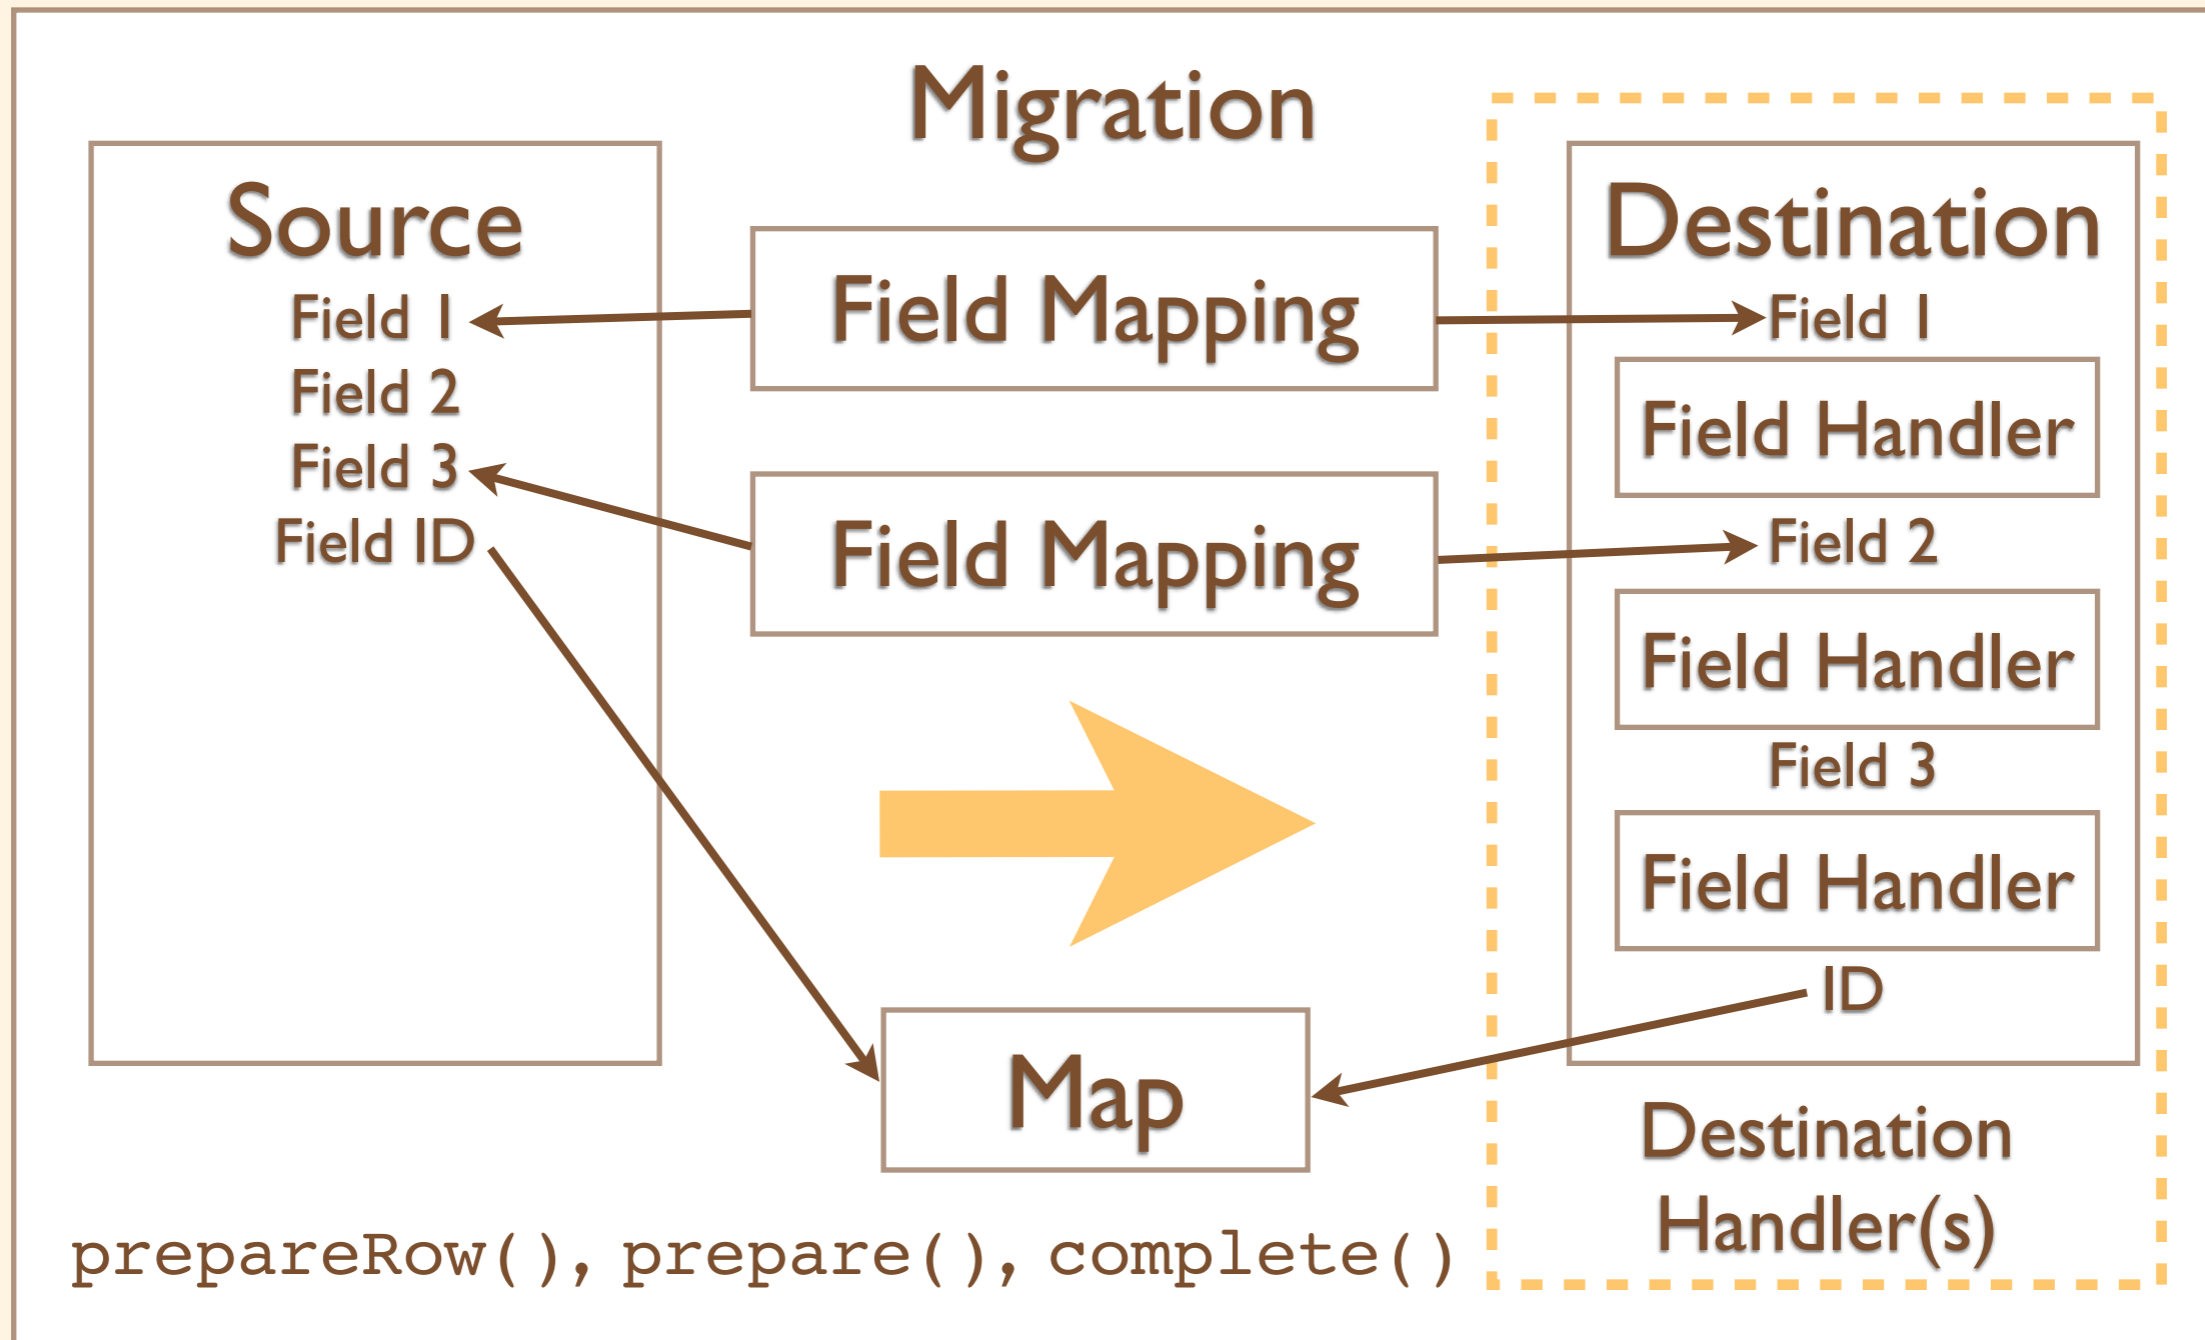 Migration
Source
Field 1
Field 2
Field 3
Field ID
Field Mapping
Field Mapping
Map
Destination
Field 1
Field Handler
Field 2
Field Handler
Field 3
Field Handler
ID
Destination
Handler(s)
prepareRow(), prepare(), complete()